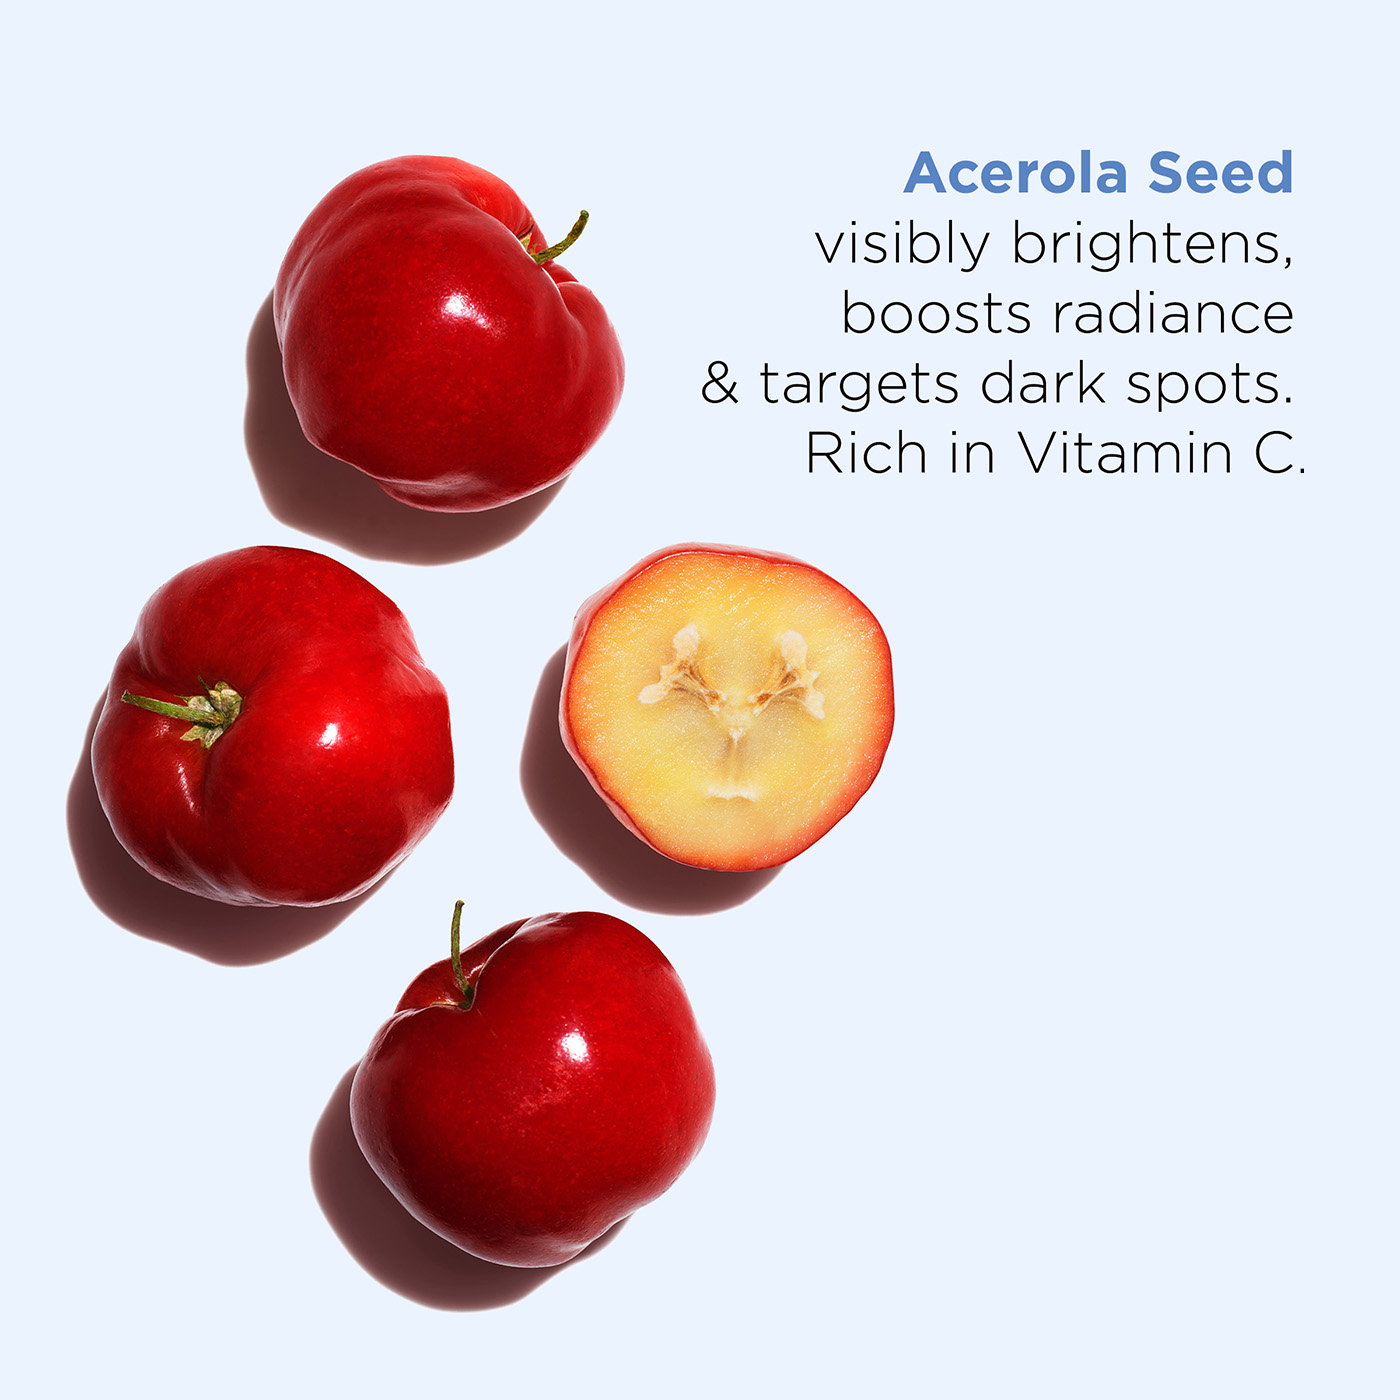 Acerola Seed
visibly brightens,
boosts radiance
& targets dark spots.
Rich in Vitamin C.